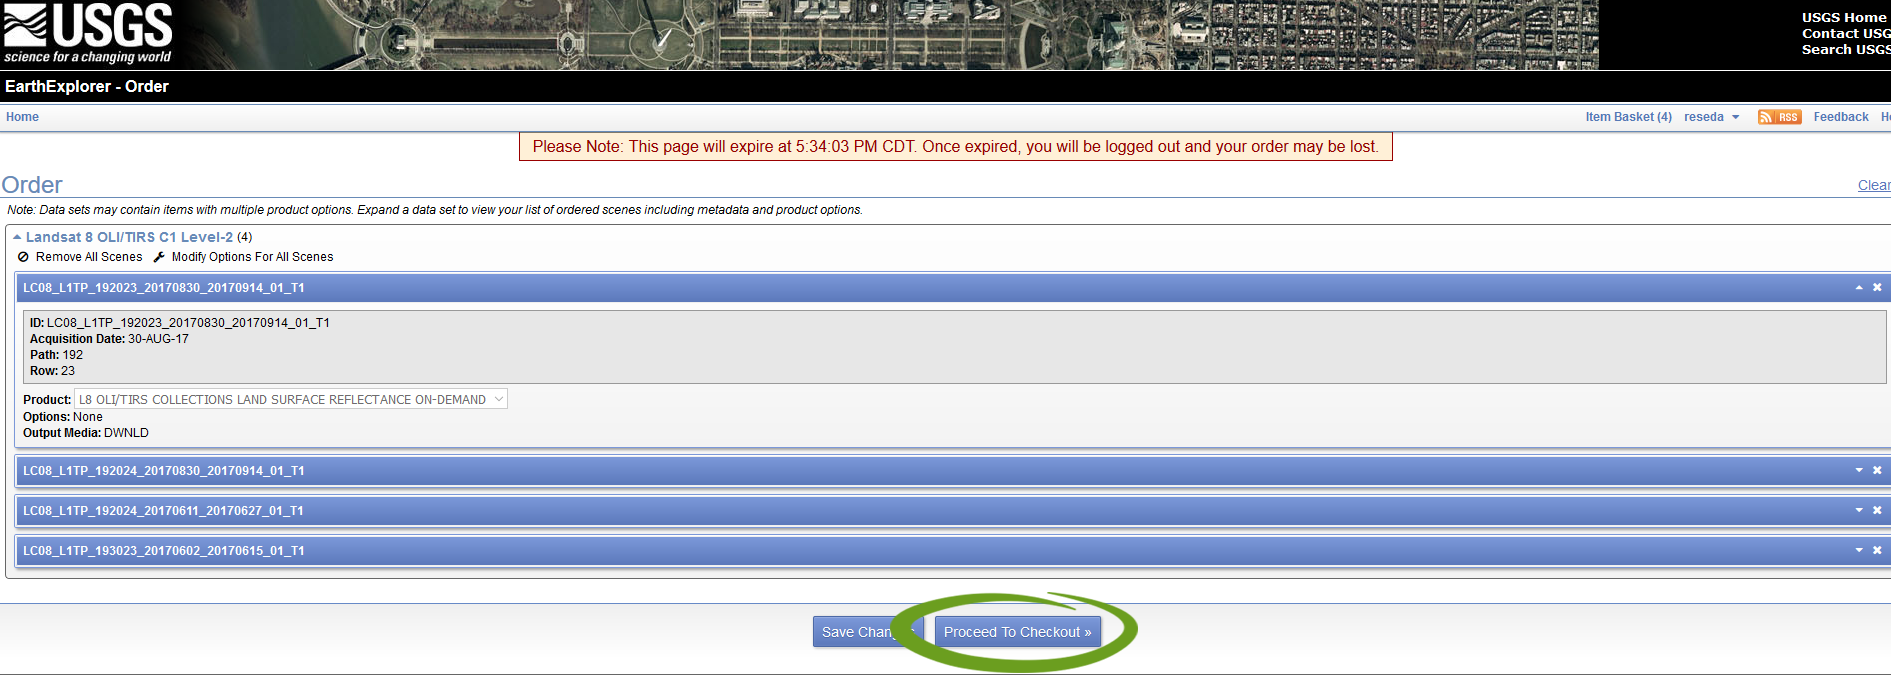 USGS
science for a changing world
USGS Home
Contact USG
Search USGS
EarthExplorer - Order
Home
Item Basket (4) reseda RSS Feedback He
Please Note: This page will expire at 5:34:03 PM CDT. Once expired, you will be logged out and your order may be lost.
Order
Clear
Note: Data sets may contain items with multiple product options. Expand a data set to view your list of ordered scenes including metadata and product options.
Landsat 8 OLI/TIRS C1 Level-2 (4)
Remove All Scenes Modify Options For All Scenes
LC08_L1TP_192023_20170830_20170914_01_T1
ID: LC08_L1TP_192023_20170830_20170914_01_T1
Acquisition Date: 30-AUG-17
Path: 192
Row: 23
Product: L8 OLI/TIRS COLLECTIONS LAND SURFACE REFLECTANCE ON-DEMAND
Options: None
Output Media: DWNLD
LC08_L1TP_192024_20170830_20170914_01_T1
LC08_L1TP_192024_20170611_20170627_01_T1
LC08_L1TP_193023_20170602_20170615_01_T1
Save Chan Proceed To Checkout »